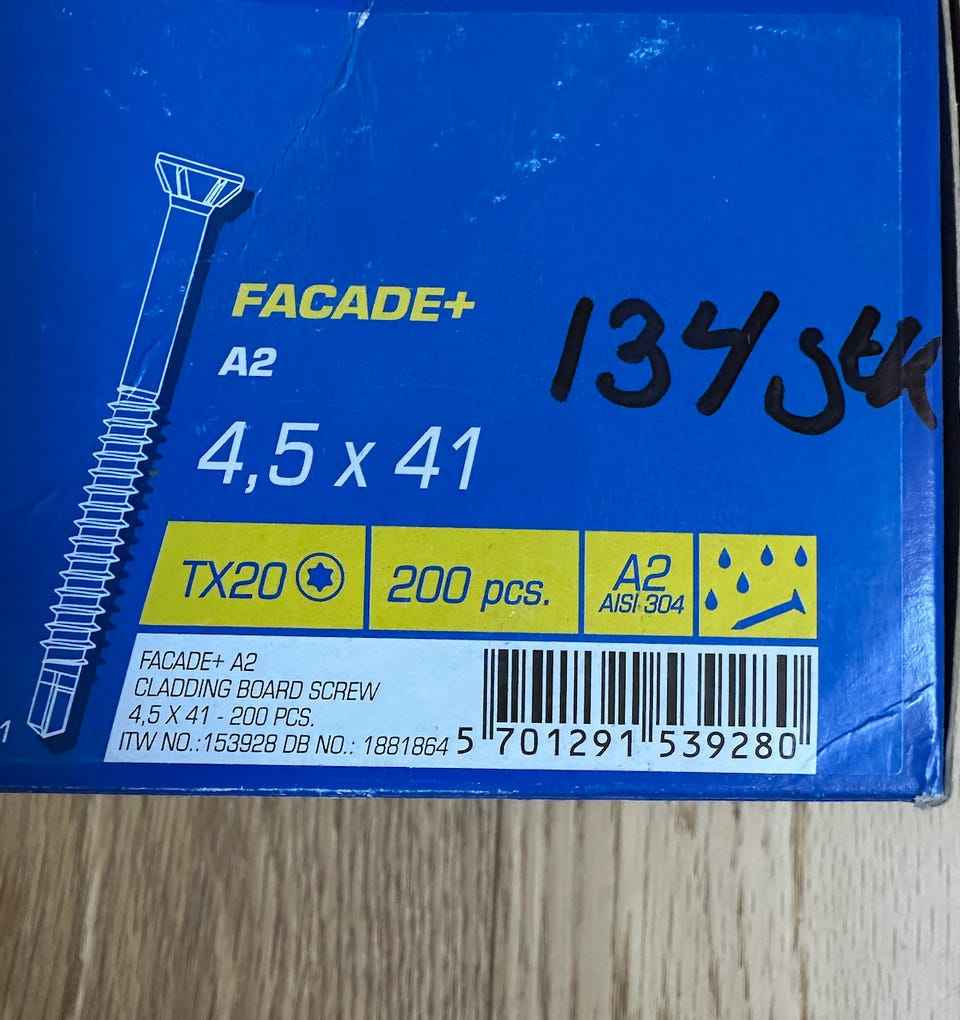 FACADE+
A2
134 stk
4,5 x 41
TX20
200 pcs.
A2
AISI 304
FACADE+ A2
CLADDING BOARD SCREW
4,5 X 41 - 200 PCS.
ITW NO.:153928 DB NO.: 1881864
5 701291 539280
1